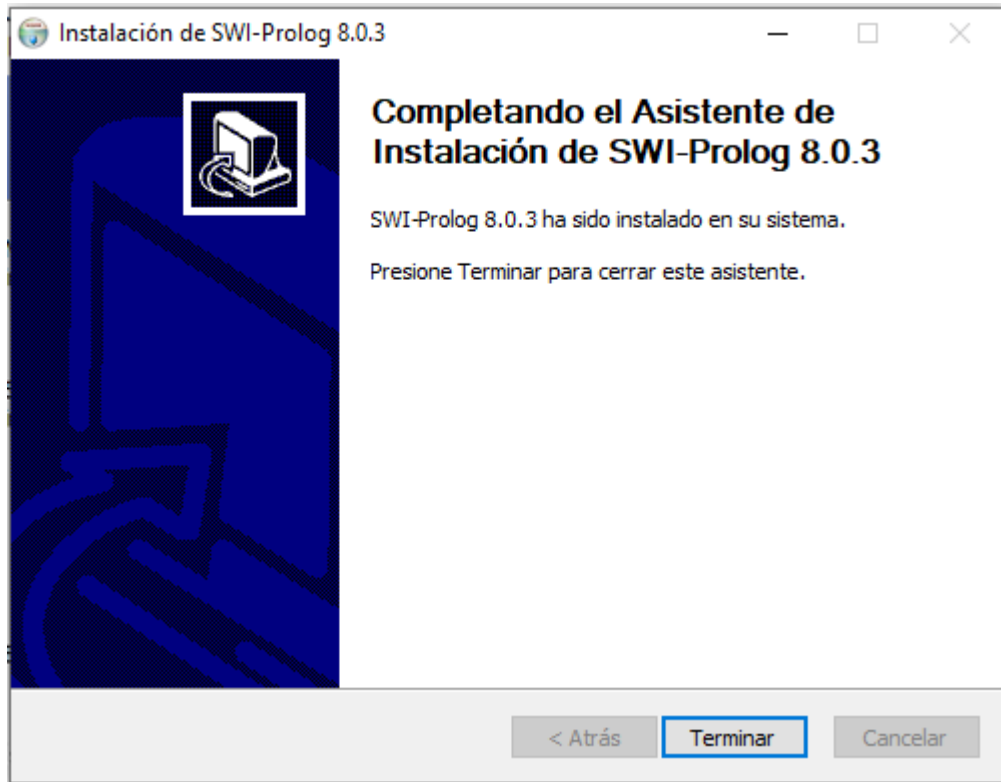 Instalación de SWI-Prolog 8.0.3
Completando el Asistente de
Instalación de SWI-Prolog 8.0.3
SWI-Prolog 8.0.3 ha sido instalado en su sistema.
Presione Terminar para cerrar este asistente.
< Atrás Terminar Cancelar